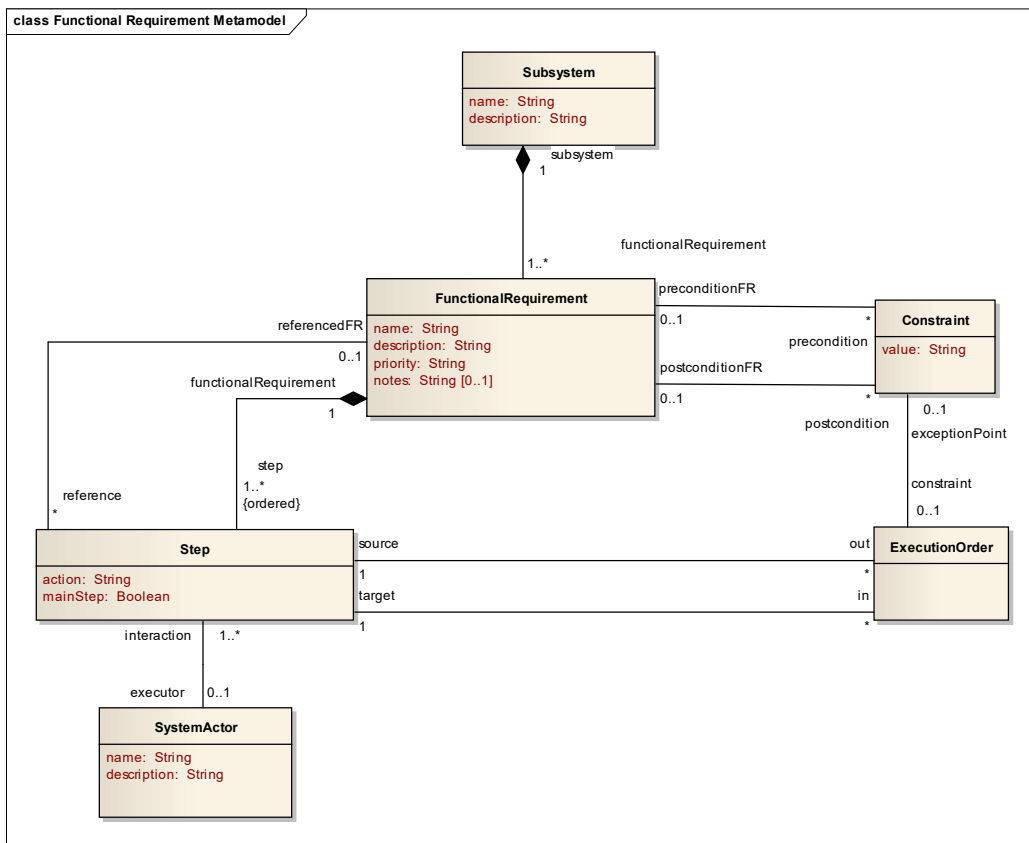 class Functional Requirement Metamodel
Subsystem
name: String
description: String
subsystem
1
functionalRequirement
1..*
FunctionalRequirement
name: String
description: String
priority: String
notes: String [0..1]
preconditionFR
0..1
*
precondition
postconditionFR
0..1
*
postcondition
Constraint
value: String
referencedFR
0..1
functionalRequirement
1
0..1
exceptionPoint
step
1..*
{ordered}
reference
*
constraint
0..1
Step
action: String
mainStep: Boolean
source
1
out
*
target
1
in
*
ExecutionOrder
interaction
1..*
executor
0..1
SystemActor
name: String
description: String